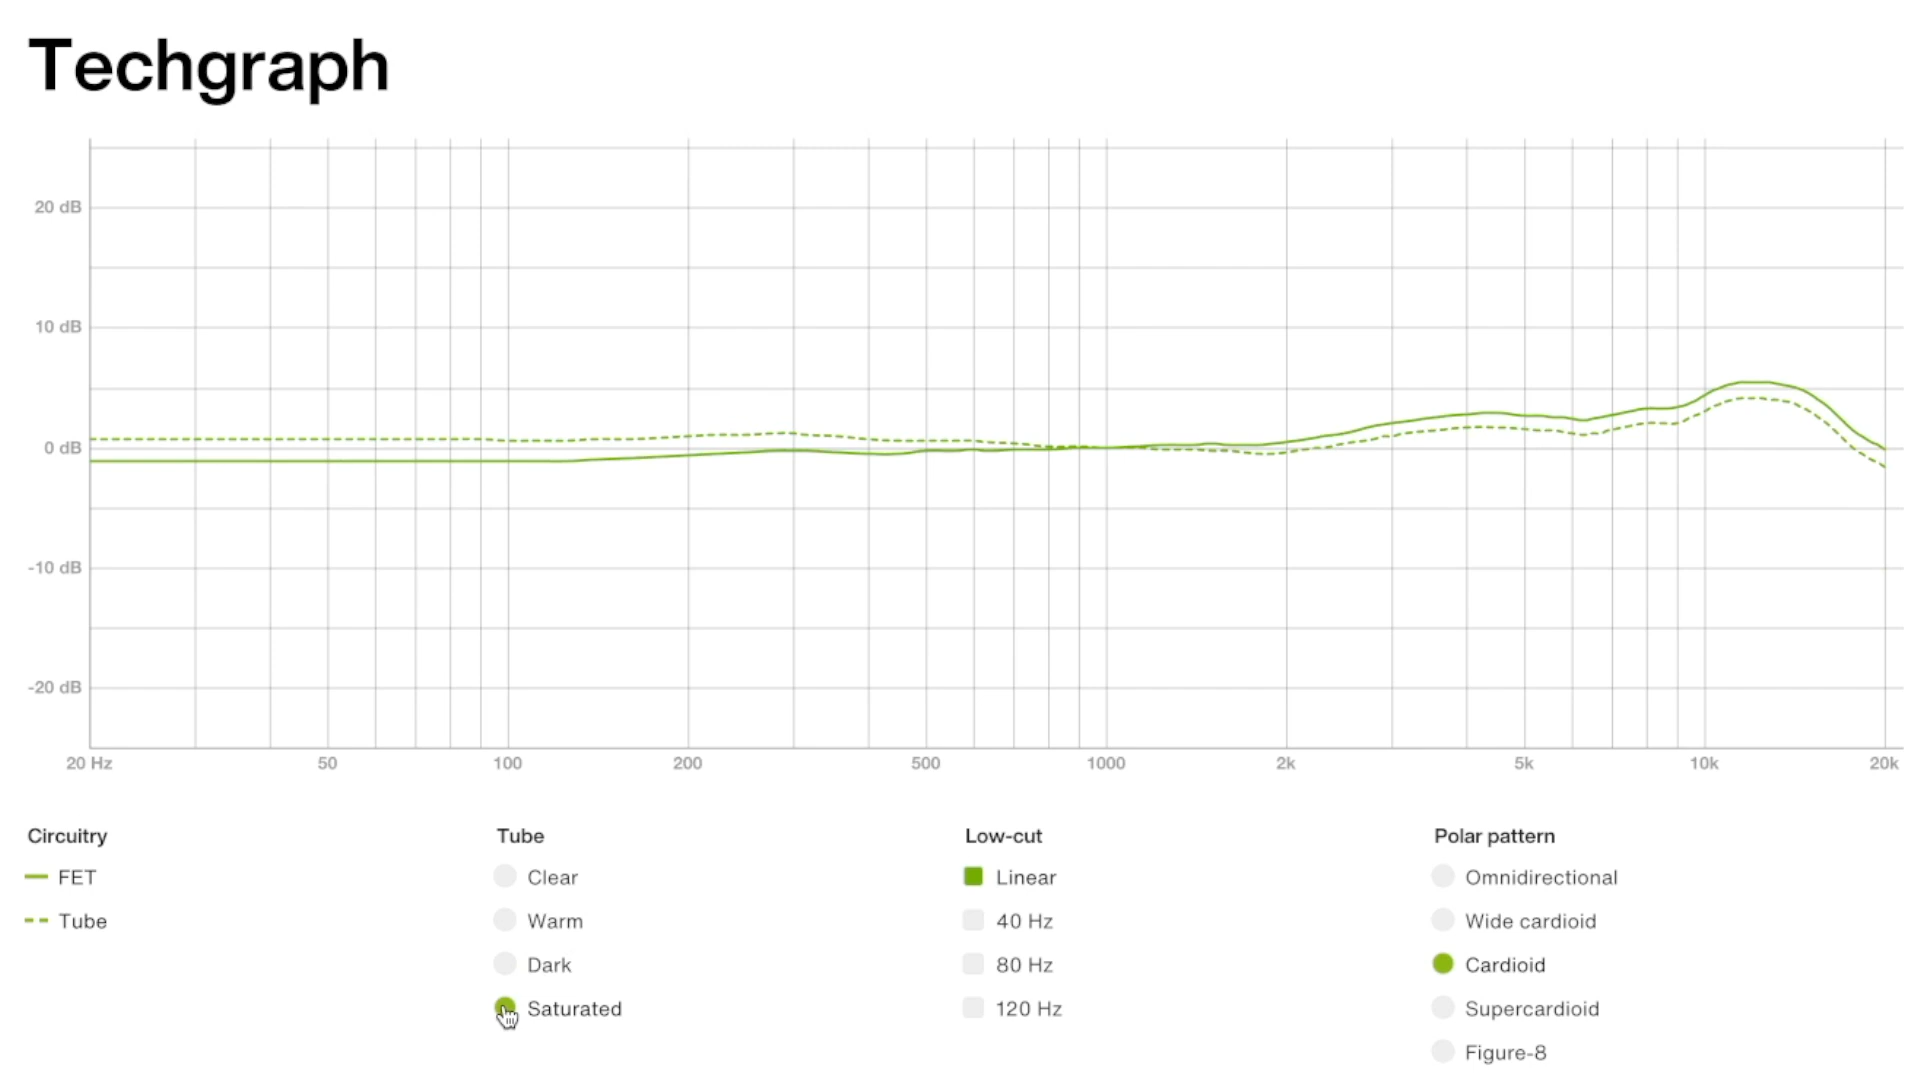 Techgraph
20 dB
10 dB
0 dB
-10 dB
-20 dB
20 Hz 50 100 200 500 1000 2k 5k 10k 20k
Circuitry
FET
Tube
Tube
Clear
Warm
Dark
Saturated
Low-cut
Linear
40 Hz
80 Hz
120 Hz
Polar pattern
Omnidirectional
Wide cardioid
Cardioid
Supercardioid
Figure-8